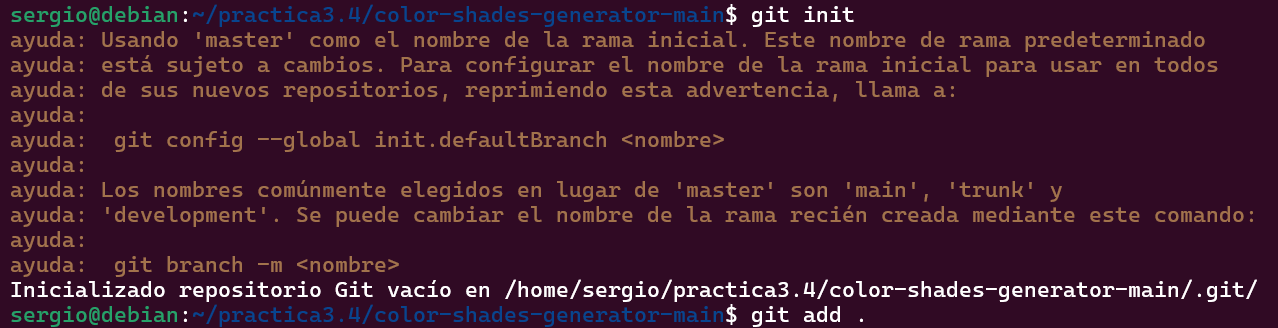 sergio@debian:~/practica3.4/color-shades-generator-main$ git init
ayuda: Usando 'master' como el nombre de la rama inicial. Este nombre de rama predeterminado
ayuda: está sujeto a cambios. Para configurar el nombre de la rama inicial para usar en todos
ayuda: de sus nuevos repositorios, reprimiendo esta advertencia, llama a:
ayuda:
ayuda:  git config --global init.defaultBranch <nombre>
ayuda:
ayuda: Los nombres comúnmente elegidos en lugar de 'master' son 'main', 'trunk' y
ayuda: 'development'. Se puede cambiar el nombre de la rama recién creada mediante este comando:
ayuda:
ayuda:  git branch -m <nombre>
Inicializado repositorio Git vacío en /home/sergio/practica3.4/color-shades-generator-main/.git/
sergio@debian:~/practica3.4/color-shades-generator-main$ git add .